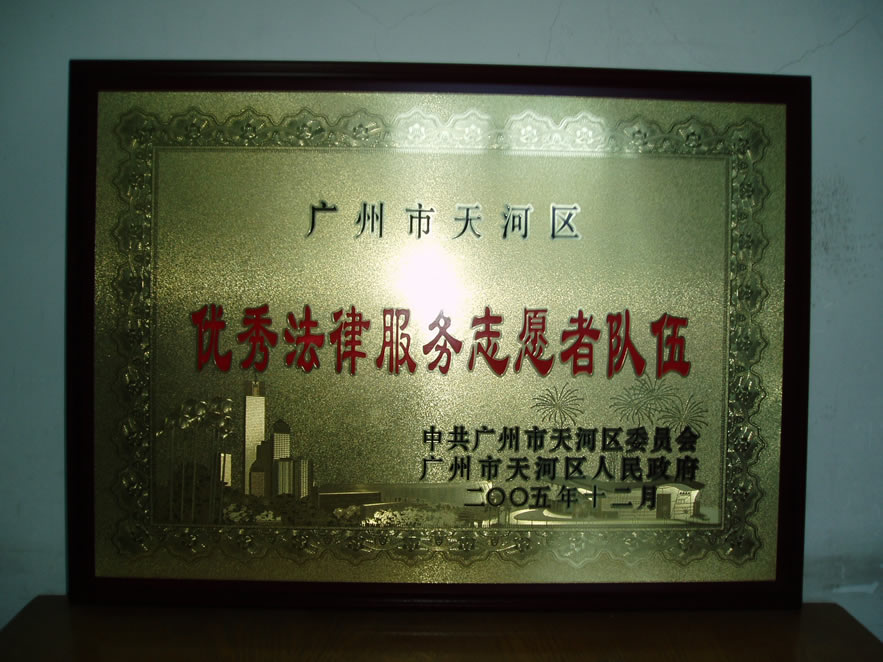 广州市天河区
优秀法律服务志愿者队伍
中共广州市天河区委员会
广州市天河区人民政府
二〇〇五年十二月